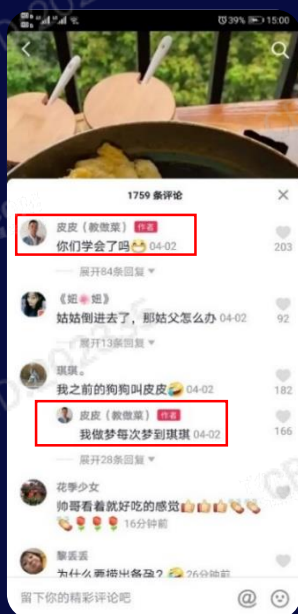 39% 15:00
1759 条评论
皮皮（教做菜） 作者
你们学会了吗😁 04-02
203
展开84条回复
《妞🌸妞》
姑姑倒进去了，那姑父怎么办 04-02
92
展开13条回复
琪琪。
我之前的狗狗叫皮皮🤣 04-02
182
皮皮（教做菜） 作者
我做梦每次梦到琪琪 04-02
166
展开28条回复
花季少女
帅哥看着就好吃的感觉👍👍👍👏
👏🌹🌹🌹 16分钟前
黎丟丟
为什么要捞出备孕？🤣 26分钟前
留下你的精彩评论吧